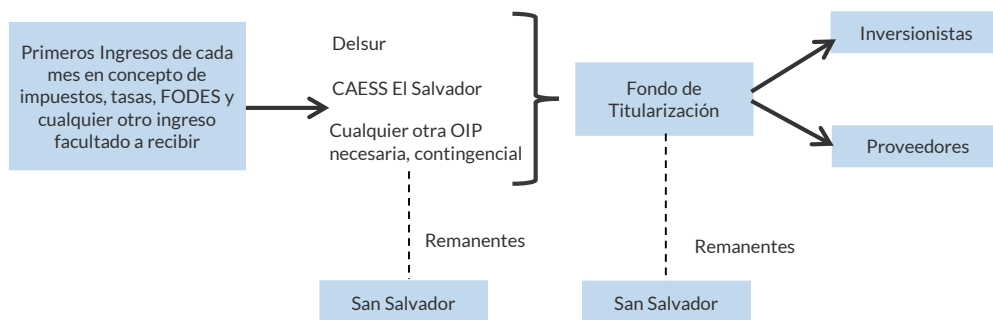 Primeros Ingresos de cada
mes en concepto de
impuestos, tasas, FODES y
cualquier otro ingreso
facultado a recibir
Delsur
CAESS El Salvador
Cualquier otra OIP
necesaria, contingencial
Fondo de
Titularización
Inversionistas
Proveedores
Remanentes
Remanentes
San Salvador
San Salvador